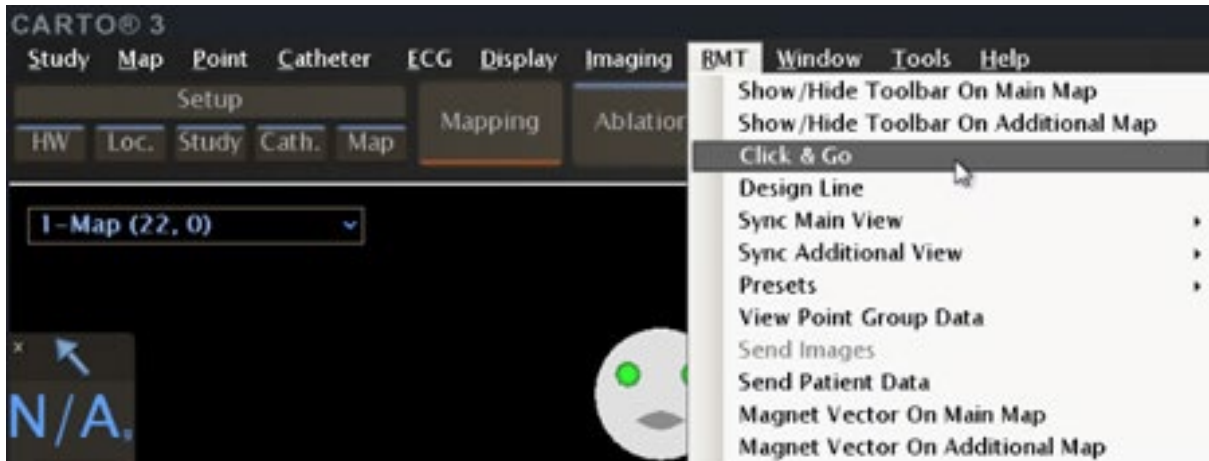 CARTO® 3
Study Map Point Catheter ECG Display Imaging RMT Window Tools Help
Setup
HW Loc. Study Cath. Map
Mapping
1-Map (22, 0)
N/A
Show/Hide Toolbar On Main Map
Show/Hide Toolbar On Additional Map
Click & Go
Design Line
Sync Main View
Sync Additional View
Presets
View Point Group Data
Send Images
Send Patient Data
Magnet Vector On Main Map
Magnet Vector On Additional Map